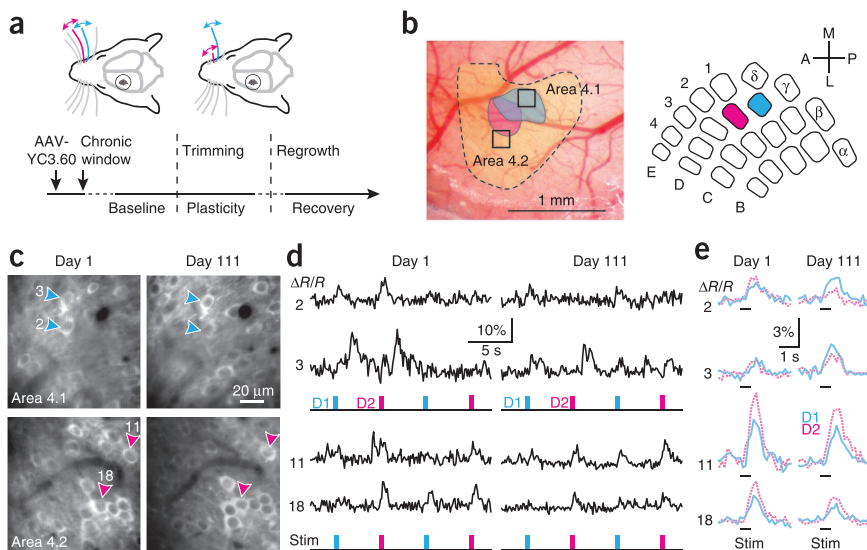 a
AAV-
YC3.60
Chronic
window
Trimming
Regrowth
Baseline
Plasticity
Recovery
b
Area 4.1
Area 4.2
1 mm
M
A P
L
1 δ
2 γ
3 β
4 α
E
D
C
B
c
Day 1
Day 111
3
2
Area 4.1
20 μm
11
18
Area 4.2
d
Day 1
Day 111
ΔR/R
2
10%
5 s
3
D1 D2
D1 D2
11
18
Stim
e
Day 1
Day 111
ΔR/R
2
3%
1 s
3
D1
D2
11
18
Stim
Stim